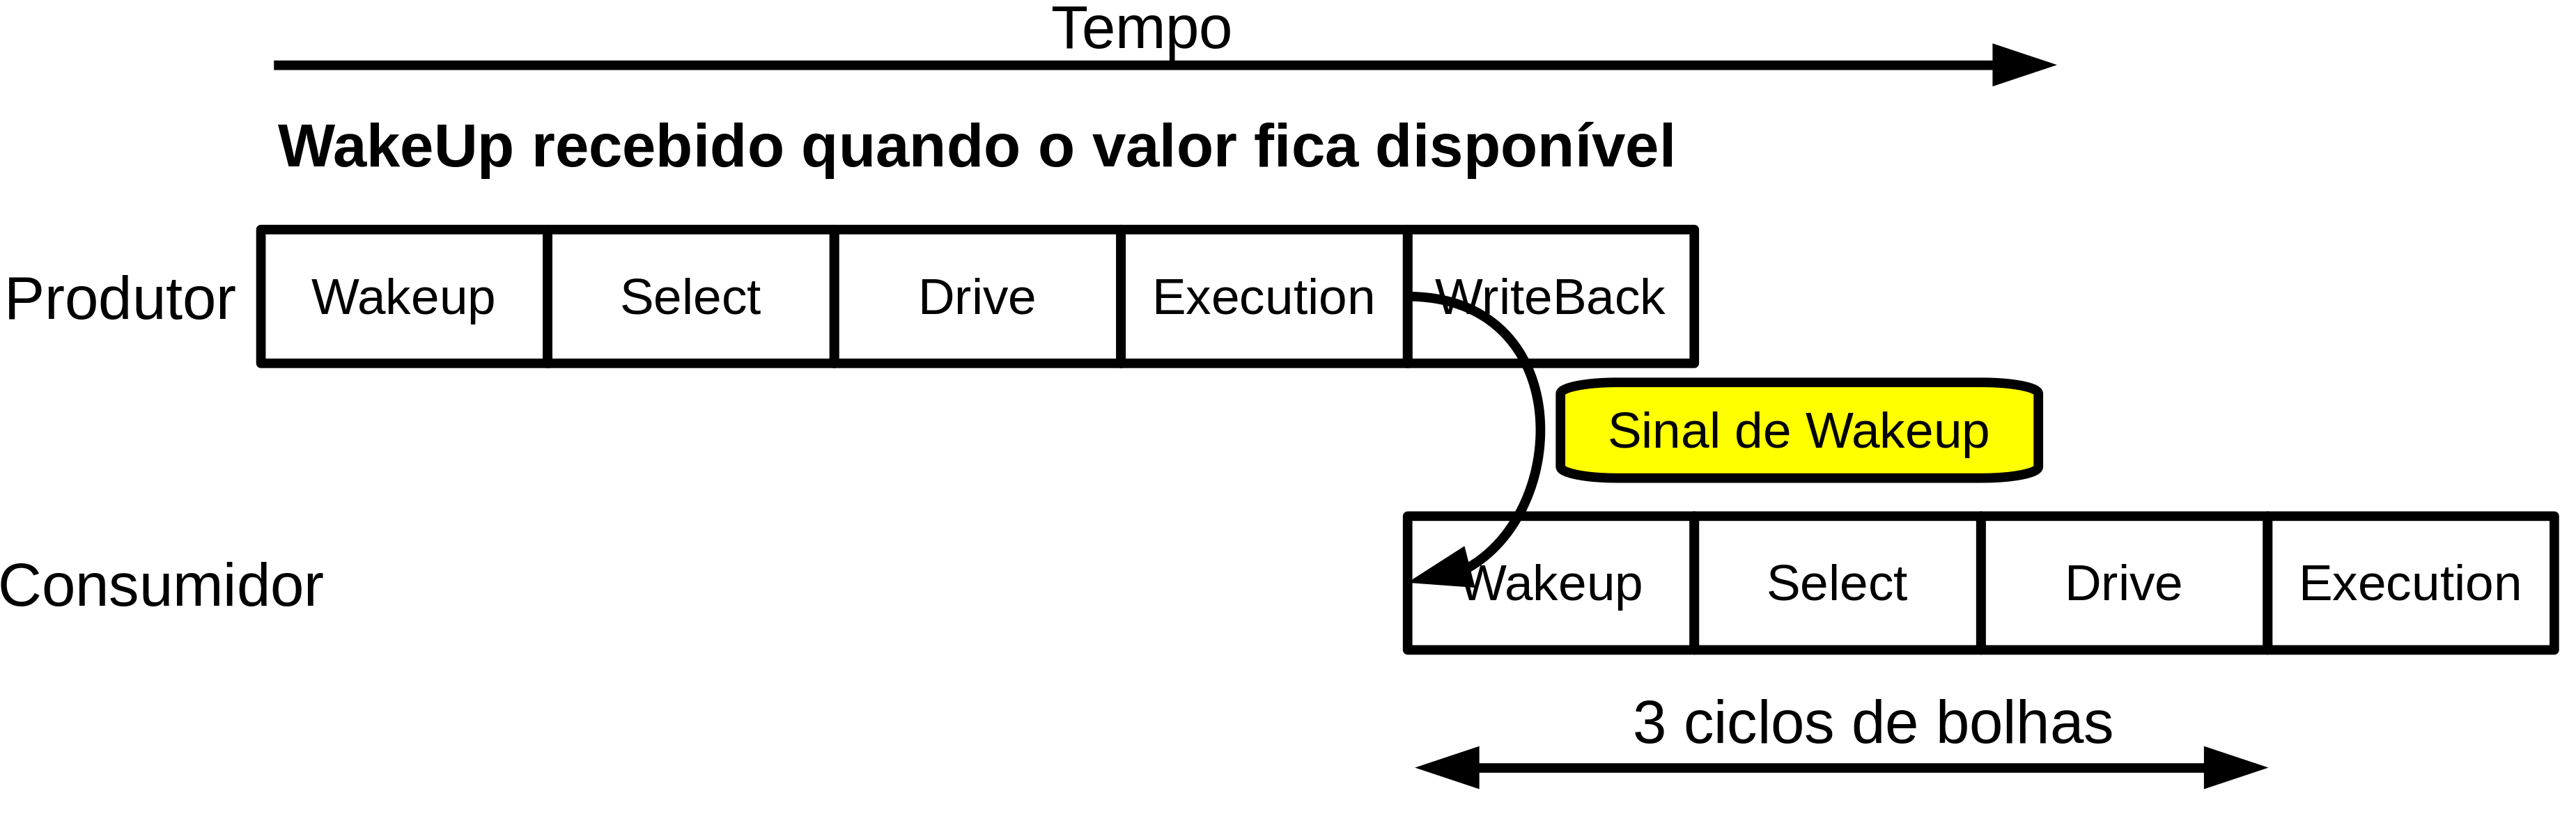 Tempo
WakeUp recebido quando o valor fica disponível
Produtor
Wakeup
Select
Drive
Execution
WriteBack
Sinal de Wakeup
Consumidor
Wakeup
Select
Drive
Execution
3 ciclos de bolhas